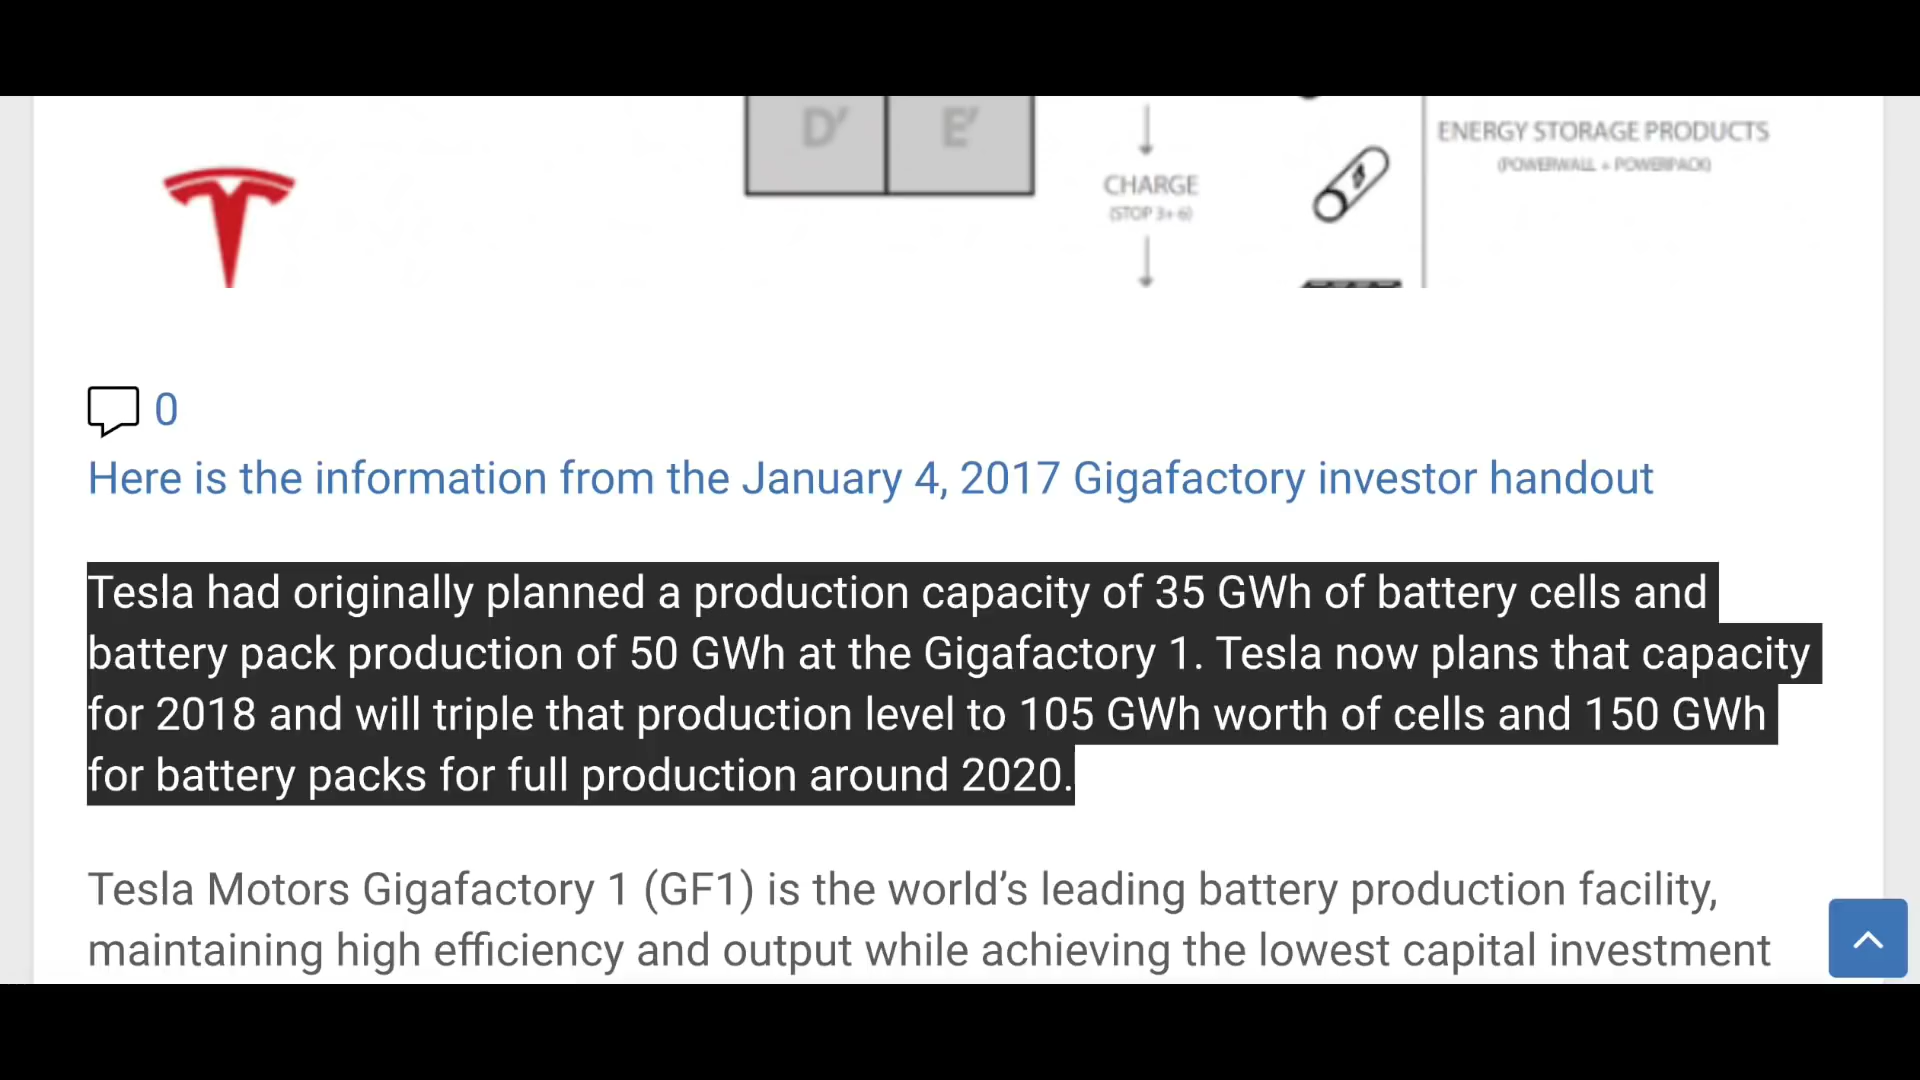 D' E'
ENERGY STORAGE PRODUCTS
(POWERWALL + POWERPACK)
CHARGE
(STOP 3+ 6)
0
Here is the information from the January 4, 2017 Gigafactory investor handout
Tesla had originally planned a production capacity of 35 GWh of battery cells and
battery pack production of 50 GWh at the Gigafactory 1. Tesla now plans that capacity
for 2018 and will triple that production level to 105 GWh worth of cells and 150 GWh
for battery packs for full production around 2020.
Tesla Motors Gigafactory 1 (GF1) is the world’s leading battery production facility,
maintaining high efficiency and output while achieving the lowest capital investment